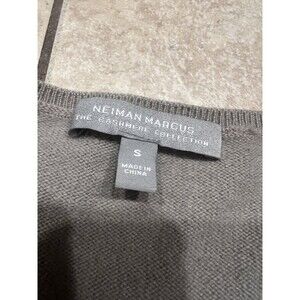 NEIMAN MARCUS
THE CASHMERE COLLECTION
S
MADE IN
CHINA